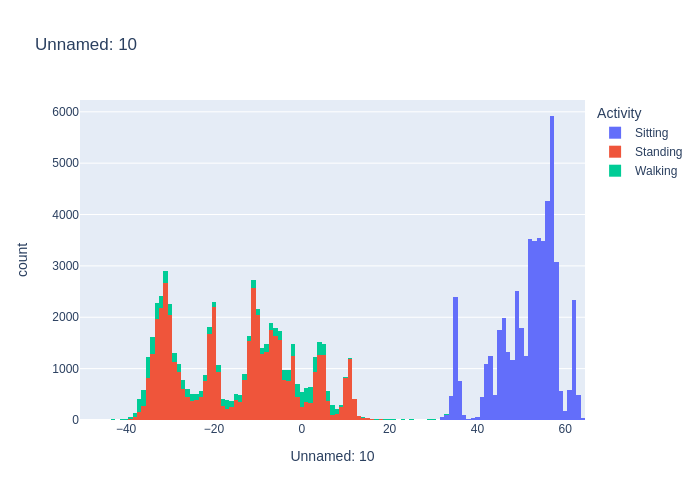 Unnamed: 10
Activity
Sitting
Standing
Walking
count
6000
5000
4000
3000
2000
1000
0
−40
−20
0
20
40
60
Unnamed: 10